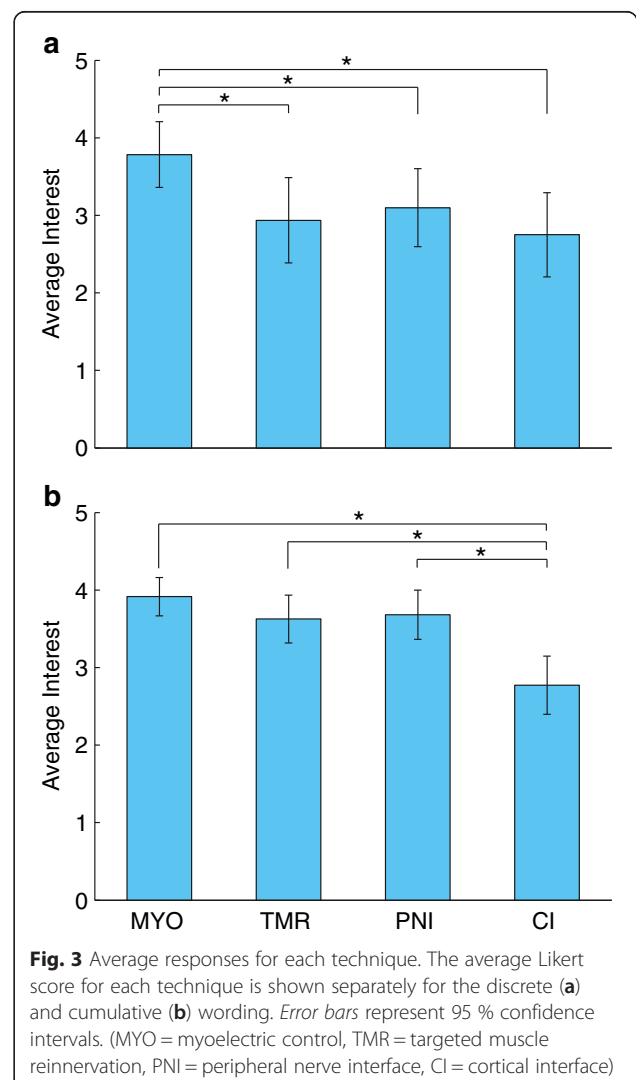 a
5
*
*
*
4
3
2
1
0
Average Interest
b
5
*
*
*
4
3
2
1
0
Average Interest
MYO TMR PNI CI
Fig. 3 Average responses for each technique. The average Likert
score for each technique is shown separately for the discrete (a)
and cumulative (b) wording. Error bars represent 95 % confidence
intervals. (MYO = myoelectric control, TMR = targeted muscle
reinnervation, PNI = peripheral nerve interface, CI = cortical interface)